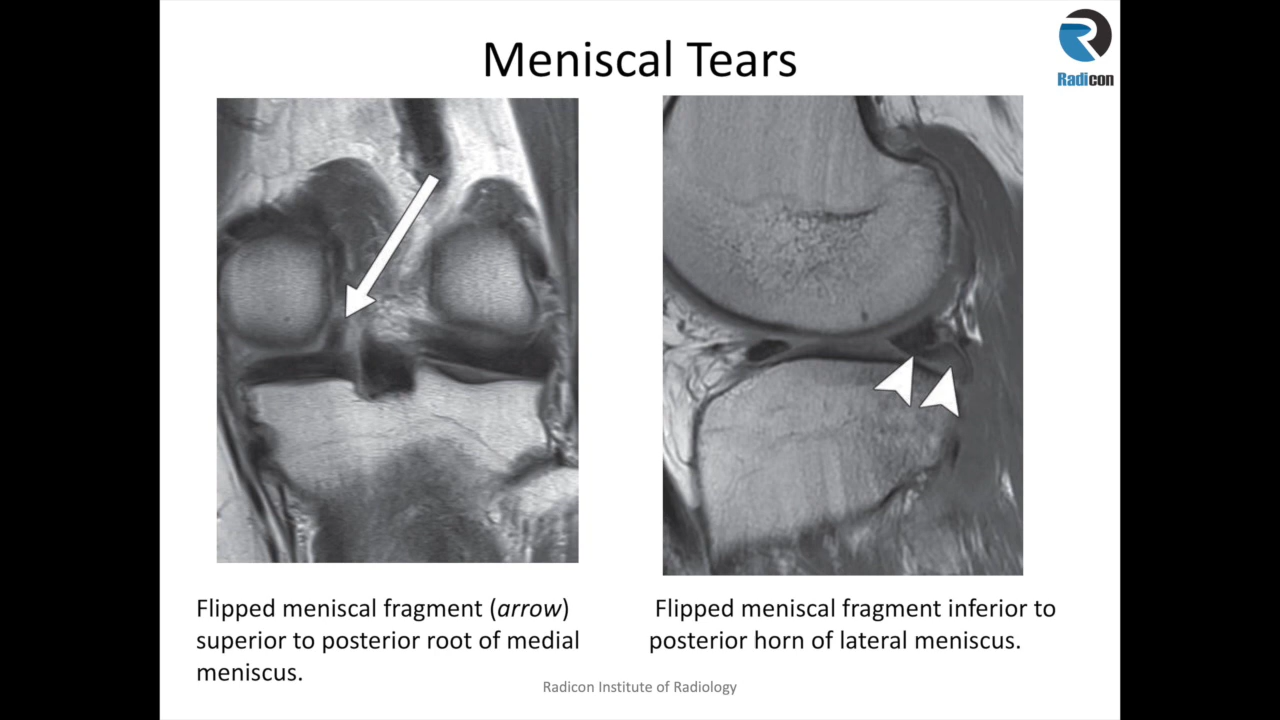 Meniscal Tears
Radicon
Flipped meniscal fragment (arrow)
superior to posterior root of medial
meniscus.
Flipped meniscal fragment inferior to
posterior horn of lateral meniscus.
Radicon Institute of Radiology